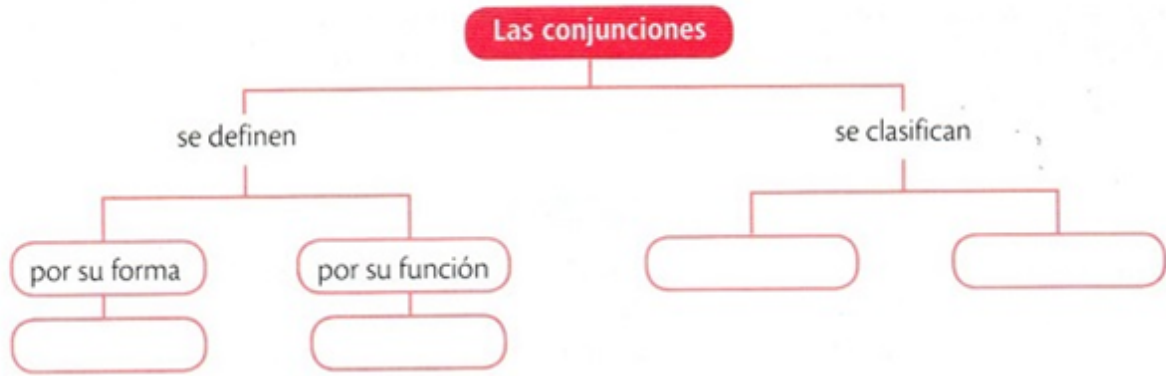 Las conjunciones
se definen
se clasifican
por su forma
por su función